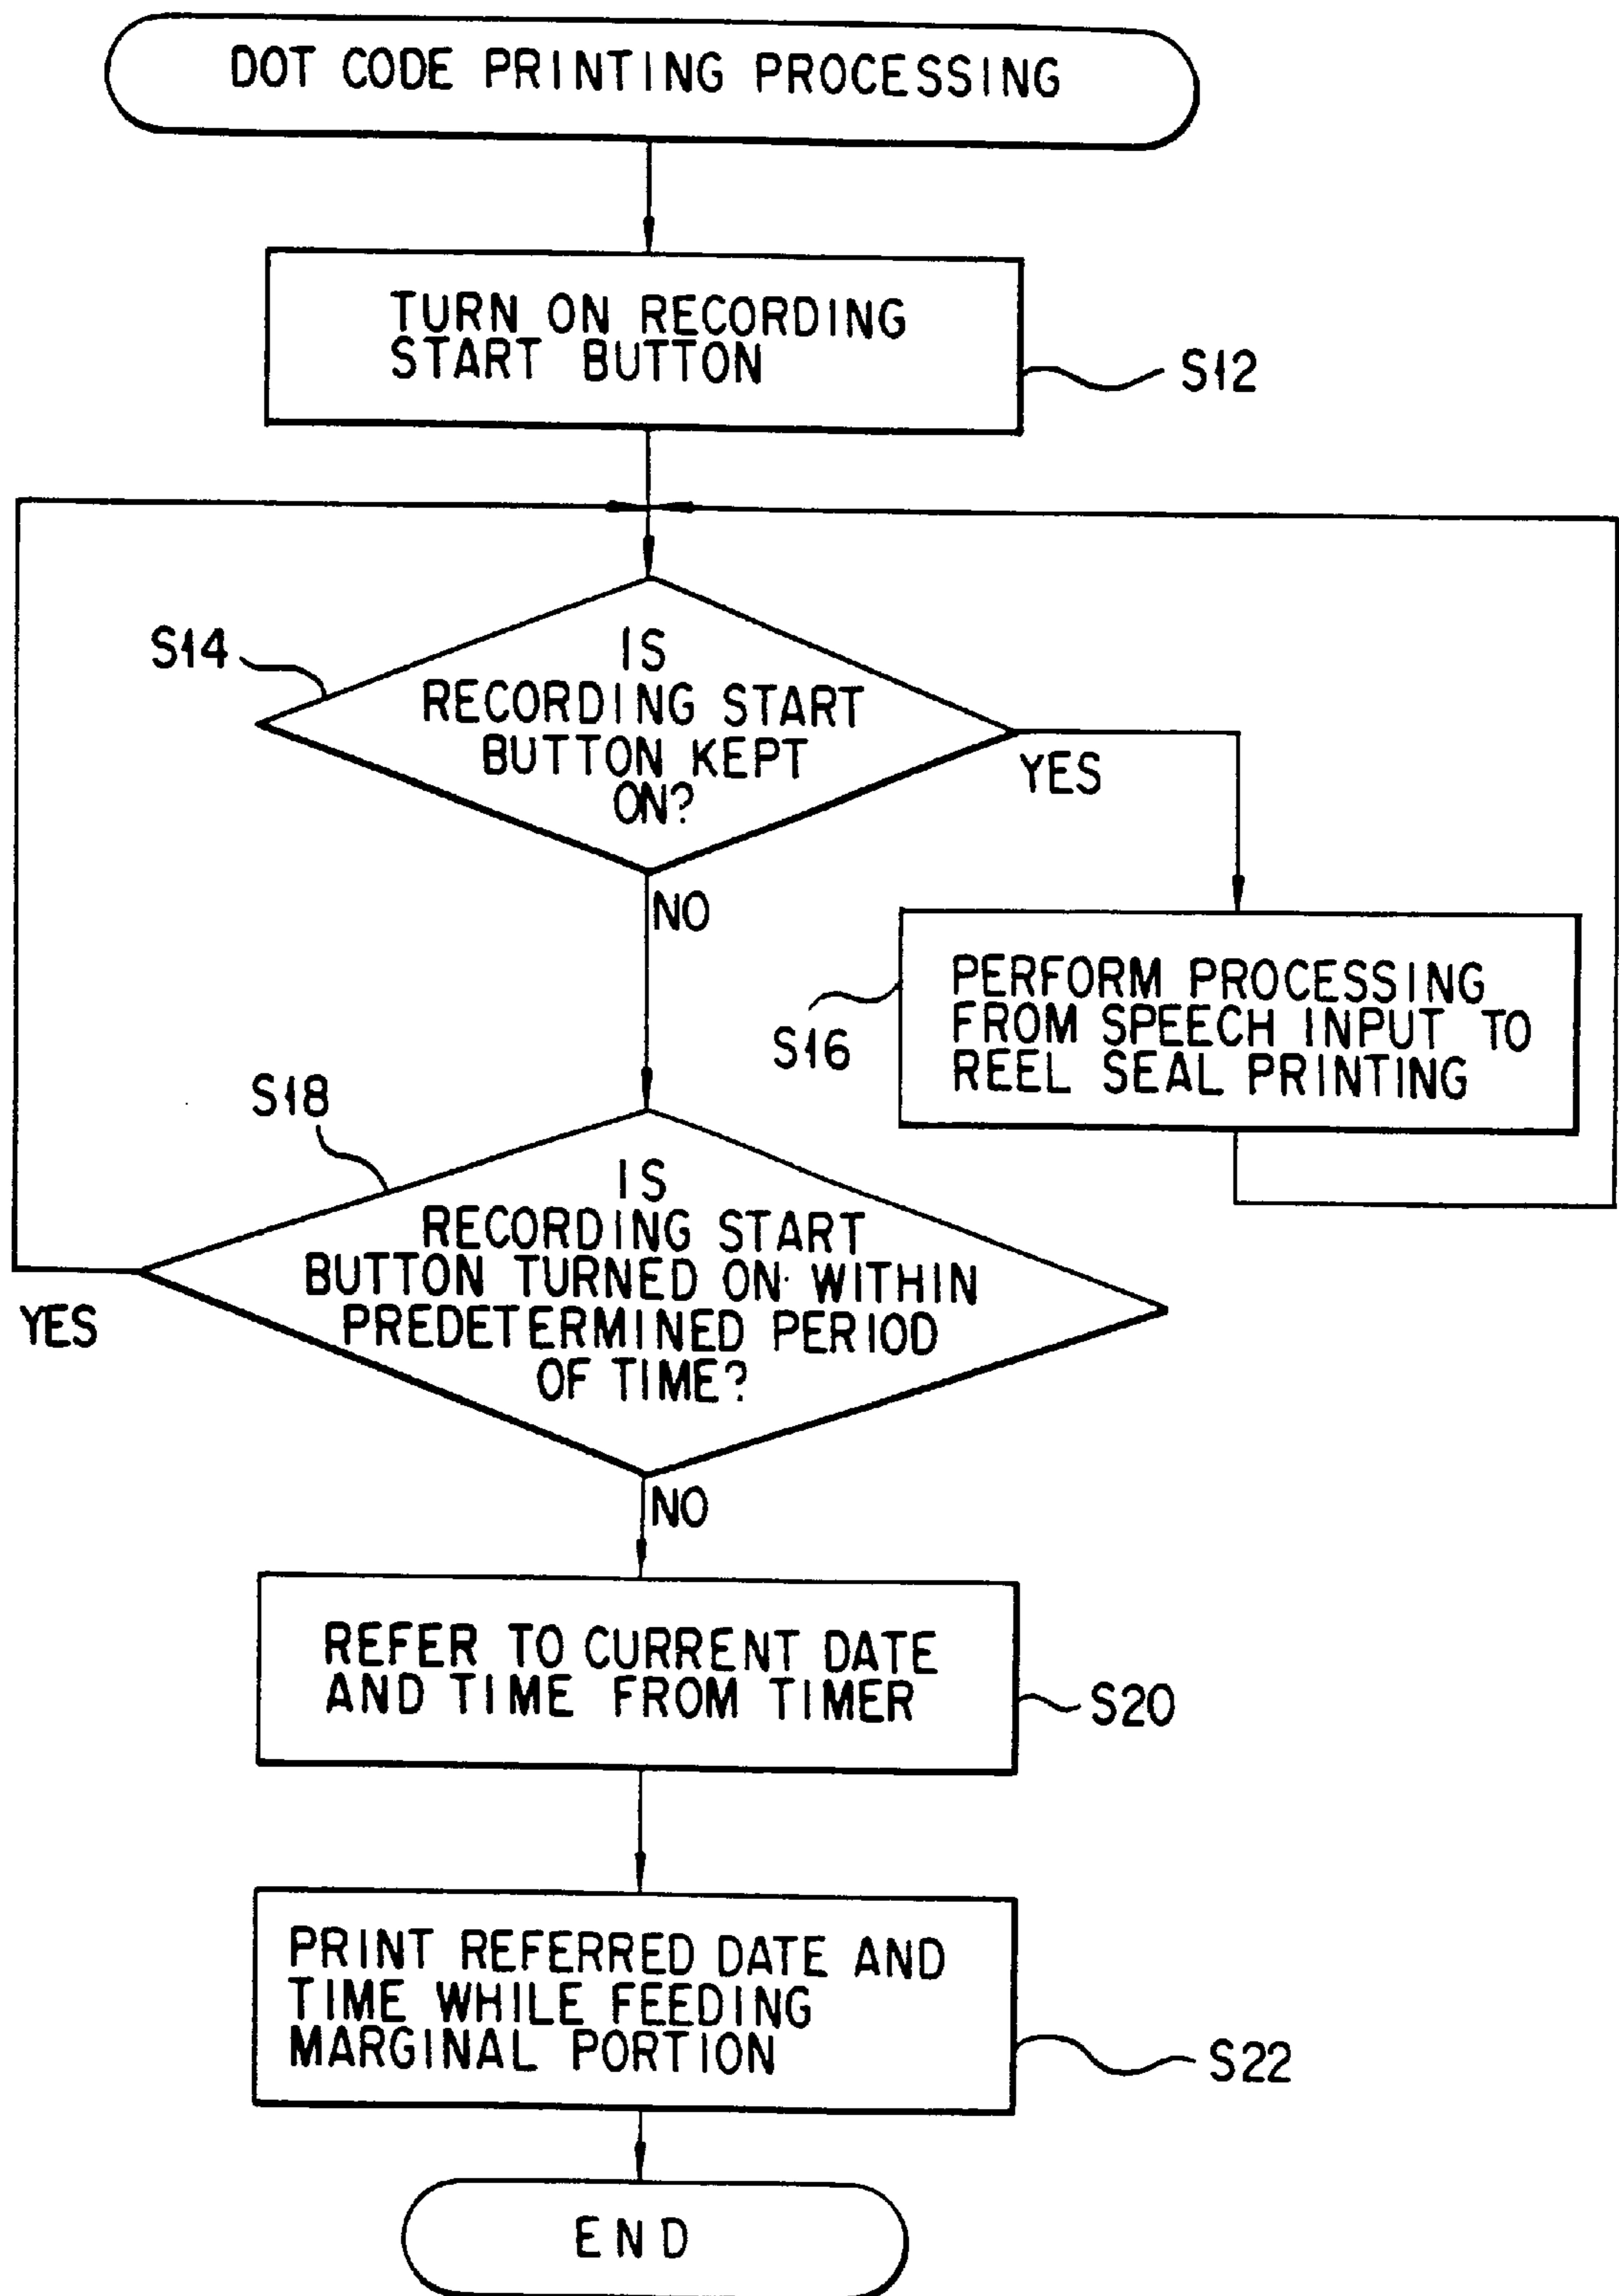 DOT CODE PRINTING PROCESSING
TURN ON RECORDING
START BUTTON
S12
S14
IS
RECORDING START
BUTTON KEPT
ON?
YES
NO
PERFORM PROCESSING
FROM SPEECH INPUT TO
REEL SEAL PRINTING
S16
S18
IS
RECORDING START
BUTTON TURNED ON WITHIN
PREDETERMINED PERIOD
OF TIME?
YES
NO
REFER TO CURRENT DATE
AND TIME FROM TIMER
S20
PRINT REFERRED DATE AND
TIME WHILE FEEDING
MARGINAL PORTION
S22
END